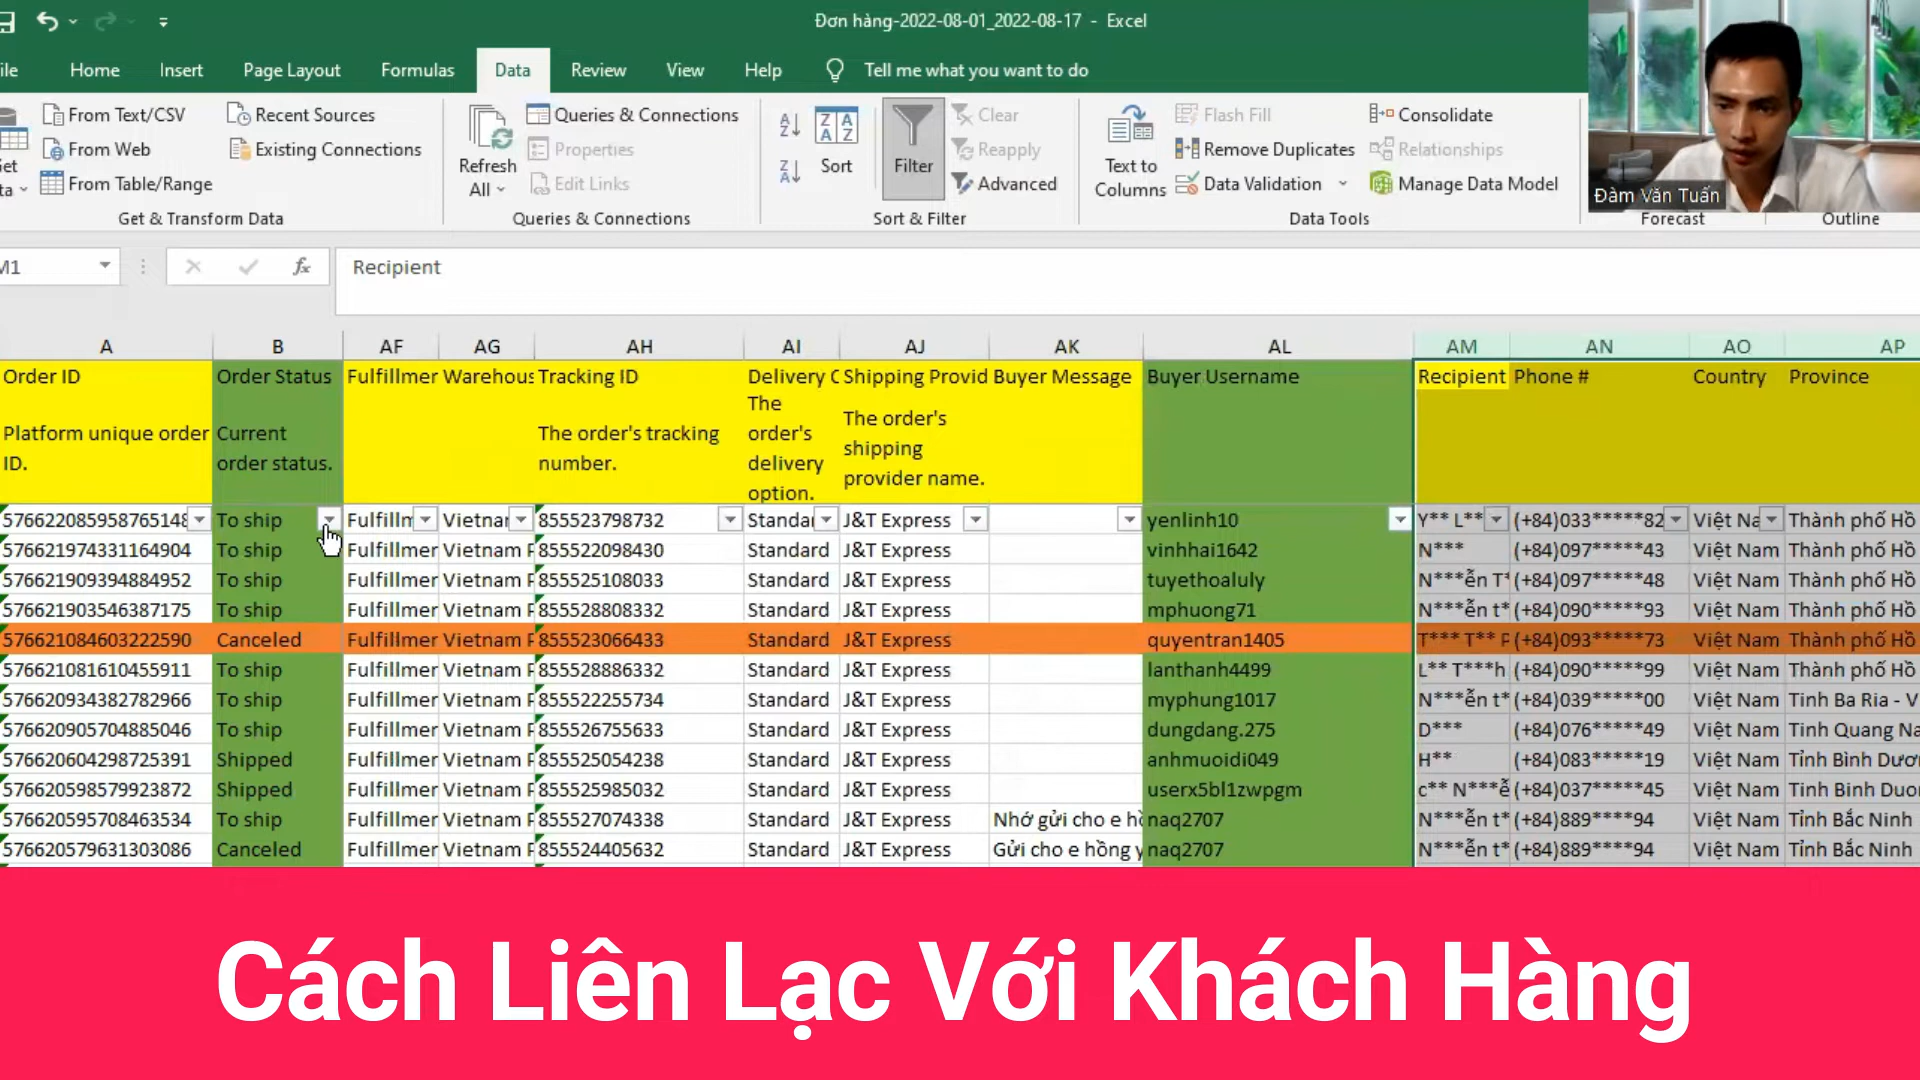 Đơn hàng-2022-08-01_2022-08-17 - Excel
Home Insert Page Layout Formulas Data Review View Help Tell me what you want to do
From Text/CSV Recent Sources
From Web Existing Connections
From Table/Range
Get & Transform Data
Refresh All
Queries & Connections
Properties
Edit Links
Queries & Connections
Sort Filter
Clear
Reapply
Advanced
Sort & Filter
Text to Columns
Flash Fill Consolidate
Remove Duplicates Relationships
Data Validation Manage Data Model
Data Tools
Đàm Văn Tuấn
Forecast Outline
M1 fx Recipient
A B AF AG AH AI AJ AK AL AM AN AO AP
Order ID Order Status Fulfillmer Warehous Tracking ID Delivery O Shipping Provid Buyer Message Buyer Username Recipient Phone # Country Province
Platform unique order ID. Current order status. The order's tracking number. The order's delivery option. The order's shipping provider name.
576622085958765148 To ship Fulfillm Vietnar 855523798732 Standar J&T Express yenlinh10 Y** L** (+84)033*****82 Việt Na Thành phố Hồ
576621974331164904 To ship Fulfillmer Vietnam 855522098430 Standard J&T Express vinhhai1642 N*** (+84)097*****43 Việt Nam Thành phố Hồ
576621909394884952 To ship Fulfillmer Vietnam 855525108033 Standard J&T Express tuyethoaluly N***ễn T* (+84)097*****48 Việt Nam Thành phố Hồ
576621903546387175 To ship Fulfillmer Vietnam 855528808332 Standard J&T Express mphuong71 N***ễn t* (+84)090*****93 Việt Nam Thành phố Hồ
576621084603222590 Canceled Fulfillmer Vietnam 855523066433 Standard J&T Express quyentran1405 T*** T** P (+84)093*****73 Việt Nam Thành phố Hồ
576621081610455911 To ship Fulfillmer Vietnam 855528886332 Standard J&T Express lanthanh4499 L** T***h (+84)090*****99 Việt Nam Thành phố Hồ
576620934382782966 To ship Fulfillmer Vietnam 855522255734 Standard J&T Express myphung1017 N***ễn t* (+84)039*****00 Việt Nam Tinh Ba Ria - V
576620905704885046 To ship Fulfillmer Vietnam 855526755633 Standard J&T Express dungdang.275 D*** (+84)076*****49 Việt Nam Tinh Quang Na
576620604298725391 Shipped Fulfillmer Vietnam 855525054238 Standard J&T Express anhmuoidi049 H** (+84)083*****19 Việt Nam Tỉnh Bình Dươ
576620598579923872 Shipped Fulfillmer Vietnam 855525985032 Standard J&T Express userx5bl1zwpgm c** N***ễ (+84)037*****45 Việt Nam Tinh Binh Duo
576620595708463534 To ship Fulfillmer Vietnam 855527074338 Standard J&T Express Nhớ gửi cho e naq2707 N***ễn t* (+84)889****94 Việt Nam Tỉnh Bắc Ninh
576620579631303086 Canceled Fulfillmer Vietnam 855524405632 Standard J&T Express Gửi cho e hồng y naq2707 N***ễn t* (+84)889****94 Việt Nam Tỉnh Bắc Ninh
Cách Liên Lạc Với Khách Hàng